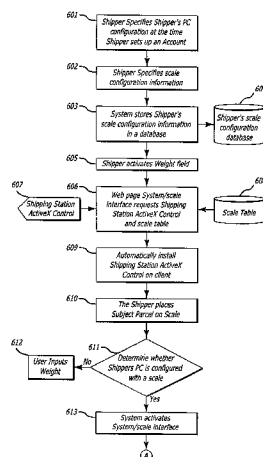 601
Shipper Specifies Shipper's PC
configuration at the time
Shipper sets up an Account
602
Shipper Specifies scale
configuration information
603
System stores Shipper's
scale configuration information
in a database
60
Shipper's scale
configuration
database
605
Shipper activates Weight field
607
Shipping Station
ActiveX Control
606
Web page System/scale
interface requests Shipping
Station ActiveX Control
and scale table
60
Scale Table
609
Automatically install
Shipping Station ActiveX
Control on client
610
The Shipper places
Subject Parcel on Scale
611
Determine whether
Shippers PC is configured
with a scale
No
612
User Inputs
Weight
Yes
613
System activates
System/scale interface
A